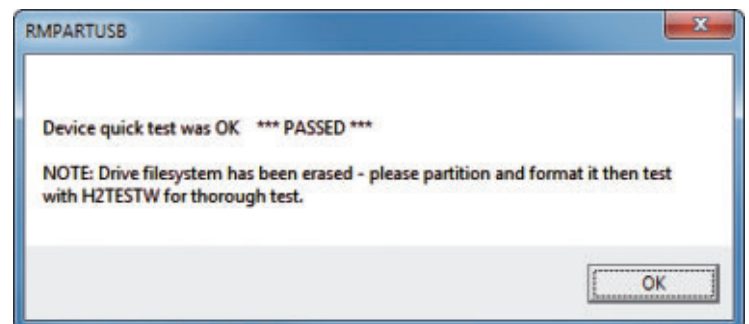 RMPARTUSB
Device quick test was OK   *** PASSED ***
NOTE: Drive filesystem has been erased - please partition and format it then test
with H2TESTW for thorough test.
OK